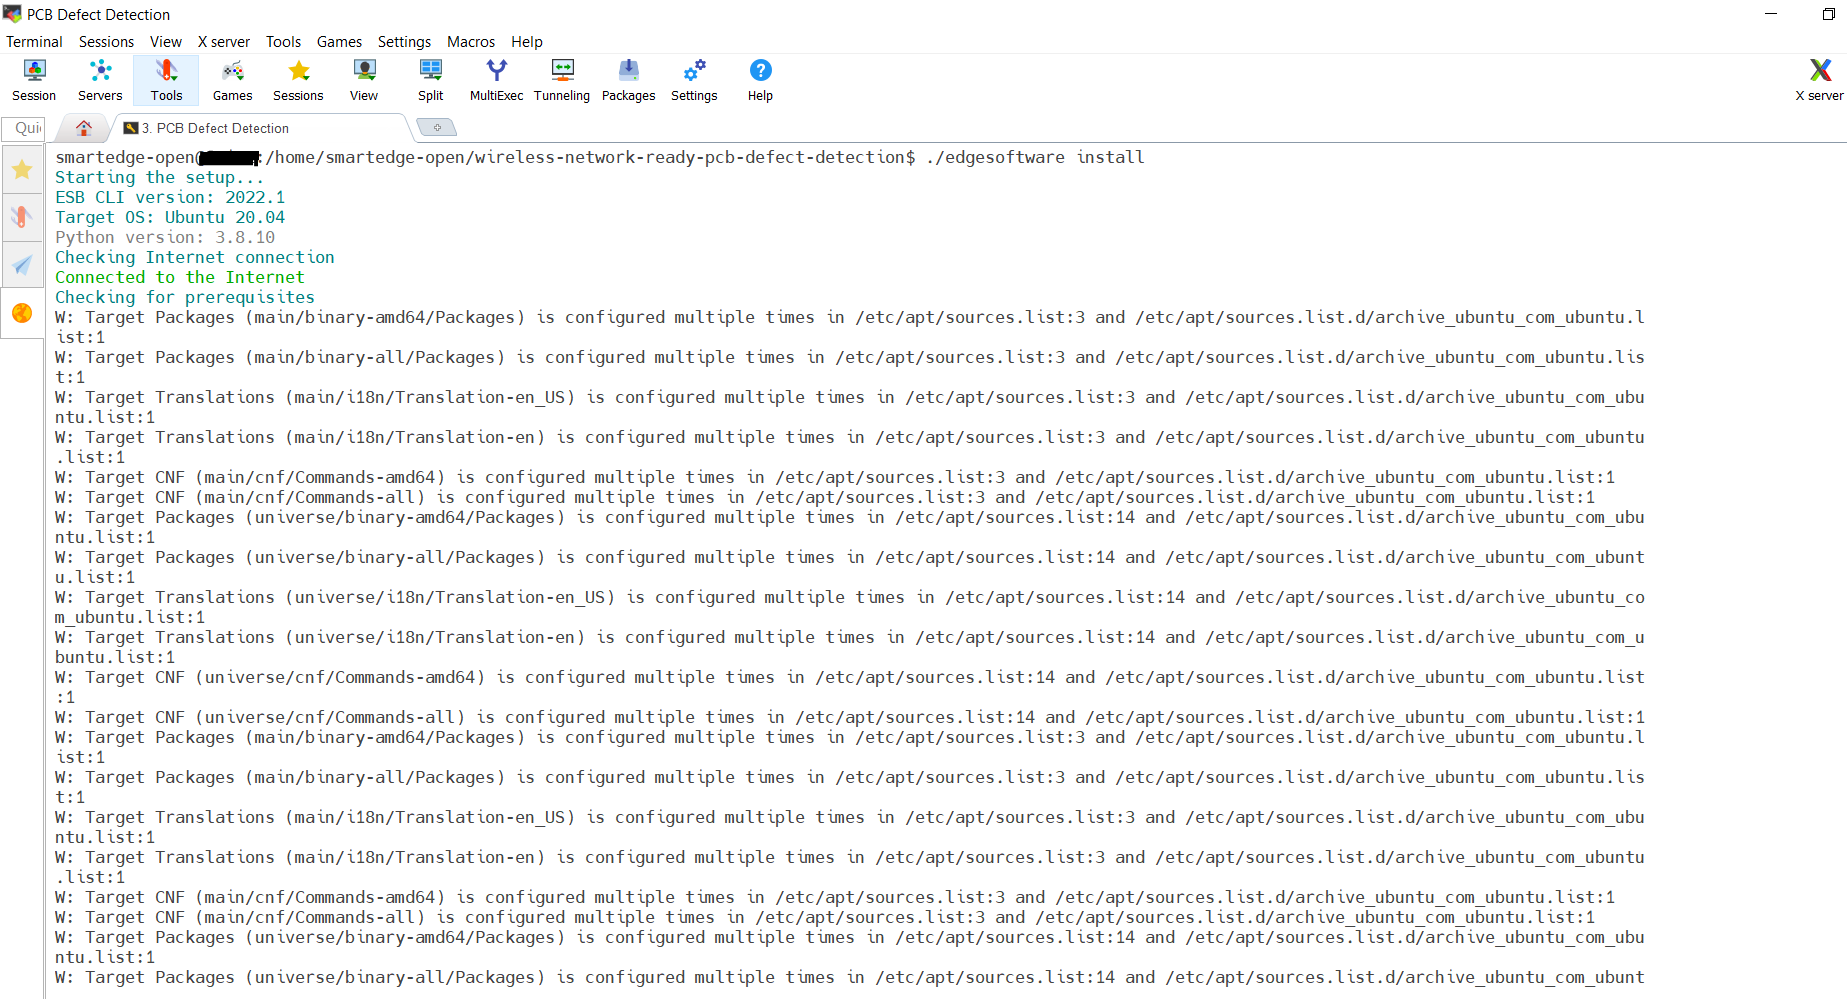 PCB Defect Detection
Terminal Sessions View X server Tools Games Settings Macros Help
Session Servers Tools Games Sessions View Split MultiExec Tunneling Packages Settings Help X server
3. PCB Defect Detection
smartedge-open :/home/smartedge-open/wireless-network-ready-pcb-defect-detection$ ./edgesoftware install
Starting the setup...
ESB CLI version: 2022.1
Target OS: Ubuntu 20.04
Python version: 3.8.10
Checking Internet connection
Connected to the Internet
Checking for prerequisites
W: Target Packages (main/binary-amd64/Packages) is configured multiple times in /etc/apt/sources.list:3 and /etc/apt/sources.list.d/archive_ubuntu_com_ubuntu.l
ist:1
W: Target Packages (main/binary-all/Packages) is configured multiple times in /etc/apt/sources.list:3 and /etc/apt/sources.list.d/archive_ubuntu_com_ubuntu.lis
t:1
W: Target Translations (main/i18n/Translation-en_US) is configured multiple times in /etc/apt/sources.list:3 and /etc/apt/sources.list.d/archive_ubuntu_com_ubu
ntu.list:1
W: Target Translations (main/i18n/Translation-en) is configured multiple times in /etc/apt/sources.list:3 and /etc/apt/sources.list.d/archive_ubuntu_com_ubuntu
.list:1
W: Target CNF (main/cnf/Commands-amd64) is configured multiple times in /etc/apt/sources.list:3 and /etc/apt/sources.list.d/archive_ubuntu_com_ubuntu.list:1
W: Target CNF (main/cnf/Commands-all) is configured multiple times in /etc/apt/sources.list:3 and /etc/apt/sources.list.d/archive_ubuntu_com_ubuntu.list:1
W: Target Packages (universe/binary-amd64/Packages) is configured multiple times in /etc/apt/sources.list:14 and /etc/apt/sources.list.d/archive_ubuntu_com_ubu
ntu.list:1
W: Target Packages (universe/binary-all/Packages) is configured multiple times in /etc/apt/sources.list:14 and /etc/apt/sources.list.d/archive_ubuntu_com_ubunt
u.list:1
W: Target Translations (universe/i18n/Translation-en_US) is configured multiple times in /etc/apt/sources.list:14 and /etc/apt/sources.list.d/archive_ubuntu_co
m_ubuntu.list:1
W: Target Translations (universe/i18n/Translation-en) is configured multiple times in /etc/apt/sources.list:14 and /etc/apt/sources.list.d/archive_ubuntu_com_u
buntu.list:1
W: Target CNF (universe/cnf/Commands-amd64) is configured multiple times in /etc/apt/sources.list:14 and /etc/apt/sources.list.d/archive_ubuntu_com_ubuntu.list
:1
W: Target CNF (universe/cnf/Commands-all) is configured multiple times in /etc/apt/sources.list:14 and /etc/apt/sources.list.d/archive_ubuntu_com_ubuntu.list:1
W: Target Packages (main/binary-amd64/Packages) is configured multiple times in /etc/apt/sources.list:3 and /etc/apt/sources.list.d/archive_ubuntu_com_ubuntu.l
ist:1
W: Target Packages (main/binary-all/Packages) is configured multiple times in /etc/apt/sources.list:3 and /etc/apt/sources.list.d/archive_ubuntu_com_ubuntu.lis
t:1
W: Target Translations (main/i18n/Translation-en_US) is configured multiple times in /etc/apt/sources.list:3 and /etc/apt/sources.list.d/archive_ubuntu_com_ubu
ntu.list:1
W: Target Translations (main/i18n/Translation-en) is configured multiple times in /etc/apt/sources.list:3 and /etc/apt/sources.list.d/archive_ubuntu_com_ubuntu
.list:1
W: Target CNF (main/cnf/Commands-amd64) is configured multiple times in /etc/apt/sources.list:3 and /etc/apt/sources.list.d/archive_ubuntu_com_ubuntu.list:1
W: Target CNF (main/cnf/Commands-all) is configured multiple times in /etc/apt/sources.list:3 and /etc/apt/sources.list.d/archive_ubuntu_com_ubuntu.list:1
W: Target Packages (universe/binary-amd64/Packages) is configured multiple times in /etc/apt/sources.list:14 and /etc/apt/sources.list.d/archive_ubuntu_com_ubu
ntu.list:1
W: Target Packages (universe/binary-all/Packages) is configured multiple times in /etc/apt/sources.list:14 and /etc/apt/sources.list.d/archive_ubuntu_com_ubunt